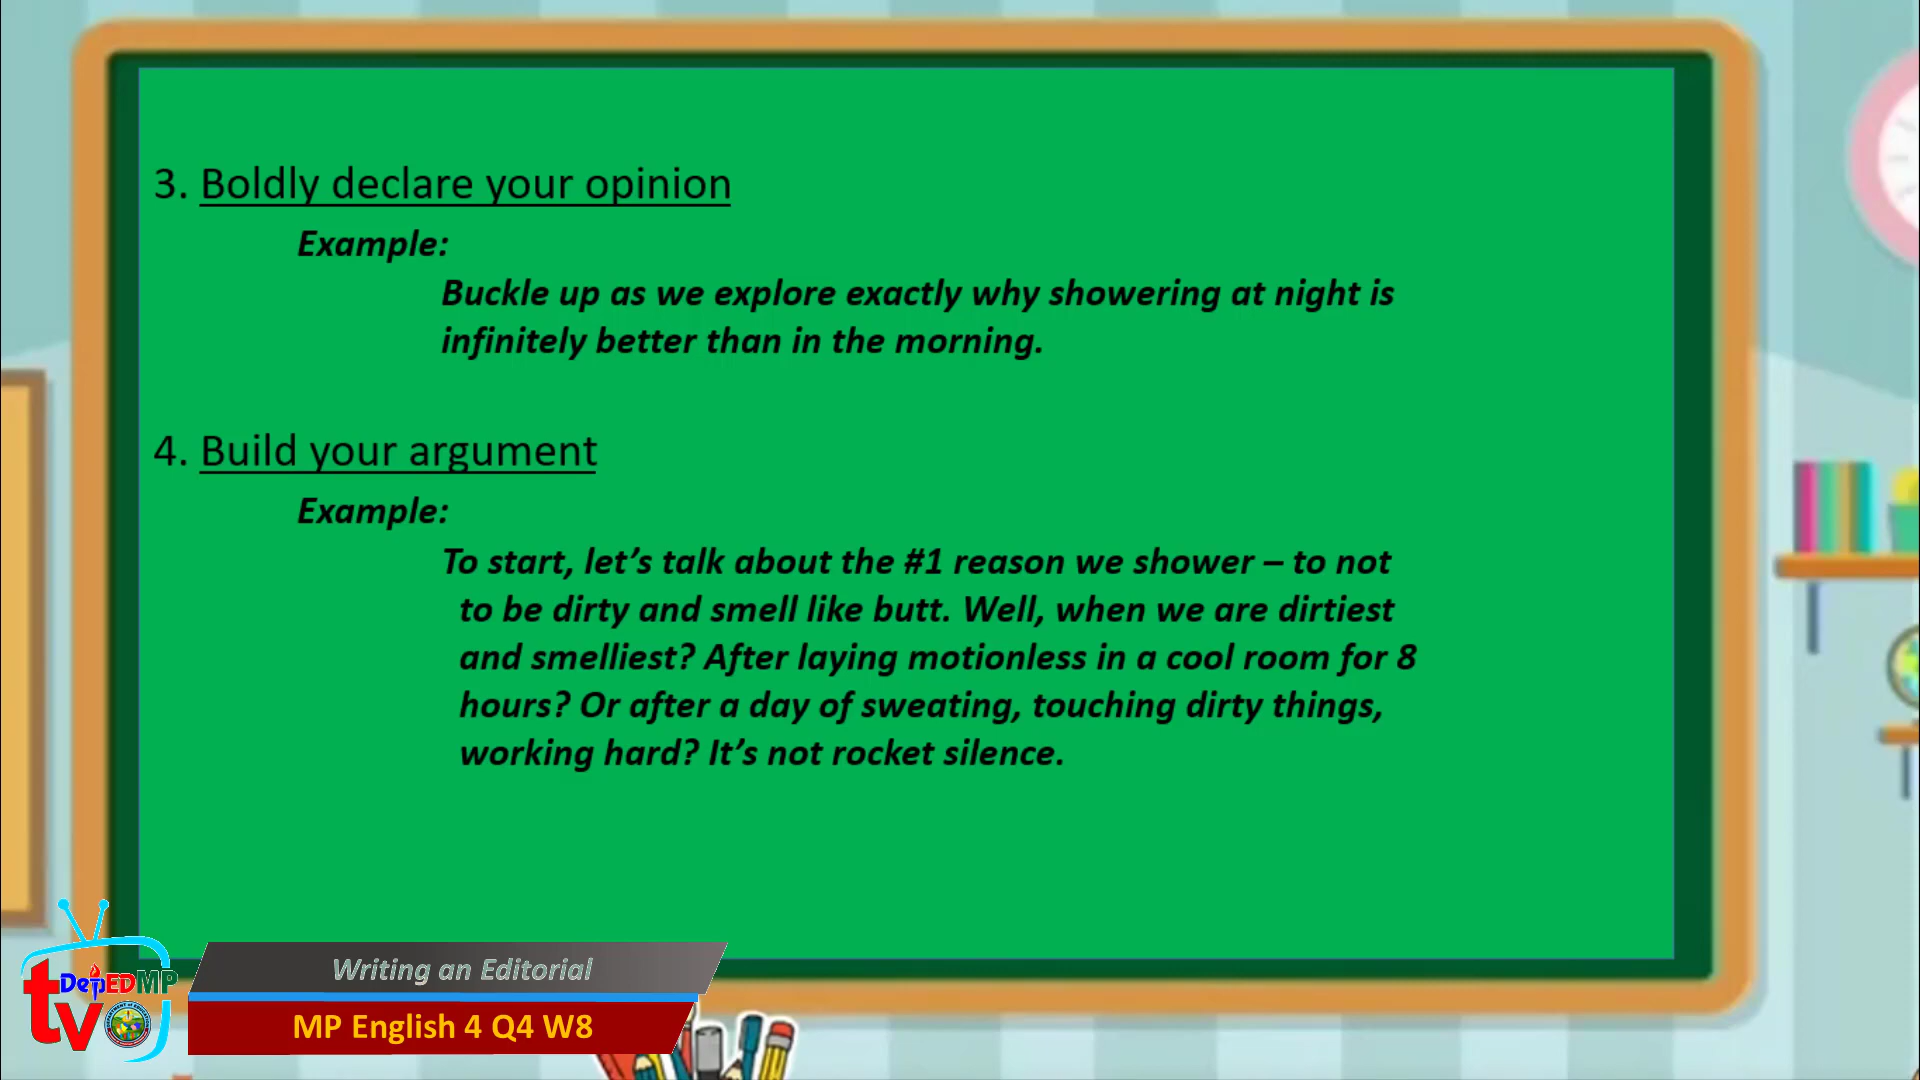 3. Boldly declare your opinion
Example:
Buckle up as we explore exactly why showering at night is
infinitely better than in the morning.
4. Build your argument
Example:
To start, let’s talk about the #1 reason we shower – to not
to be dirty and smell like butt. Well, when we are dirtiest
and smelliest? After laying motionless in a cool room for 8
hours? Or after a day of sweating, touching dirty things,
working hard? It’s not rocket silence.
Writing an Editorial
DepEDMP
tv
MP English 4 Q4 W8